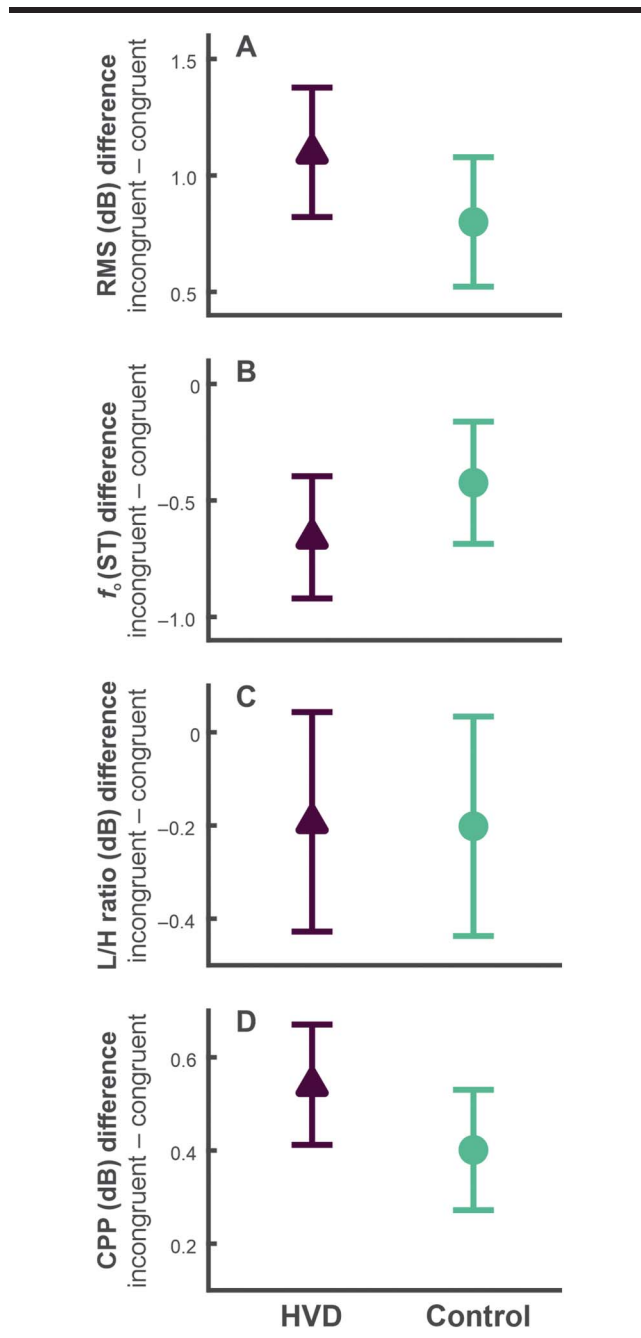 A
RMS (dB) difference
incongruent – congruent
1.5
1.0
0.5
B
fo (ST) difference
incongruent – congruent
0
−0.5
−1.0
C
L/H ratio (dB) difference
incongruent – congruent
0
−0.2
−0.4
D
CPP (dB) difference
incongruent – congruent
0.6
0.4
0.2
HVD Control